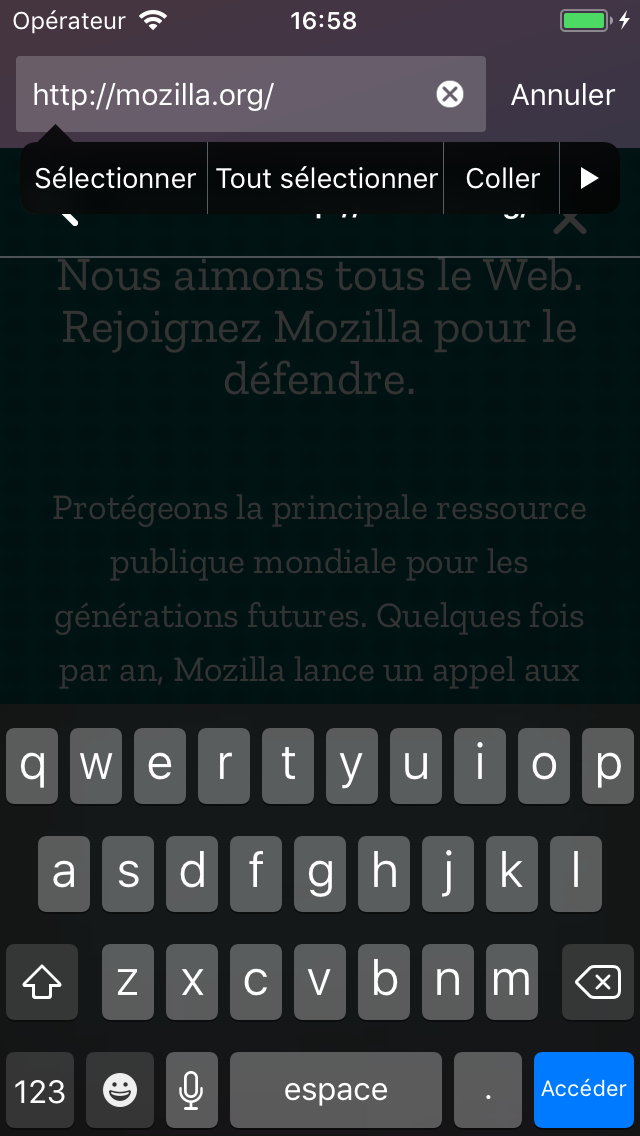 Opérateur 16:58
http://mozilla.org/ Annuler
Sélectionner Tout sélectionner Coller
Nous aimons tous le Web.
Rejoignez Mozilla pour le
défendre.
Protégeons la principale ressource
publique mondiale pour les
générations futures. Quelques fois
par an, Mozilla lance un appel aux
q w e r t y u i o p
a s d f g h j k l
z x c v b n m
123 espace . Accéder